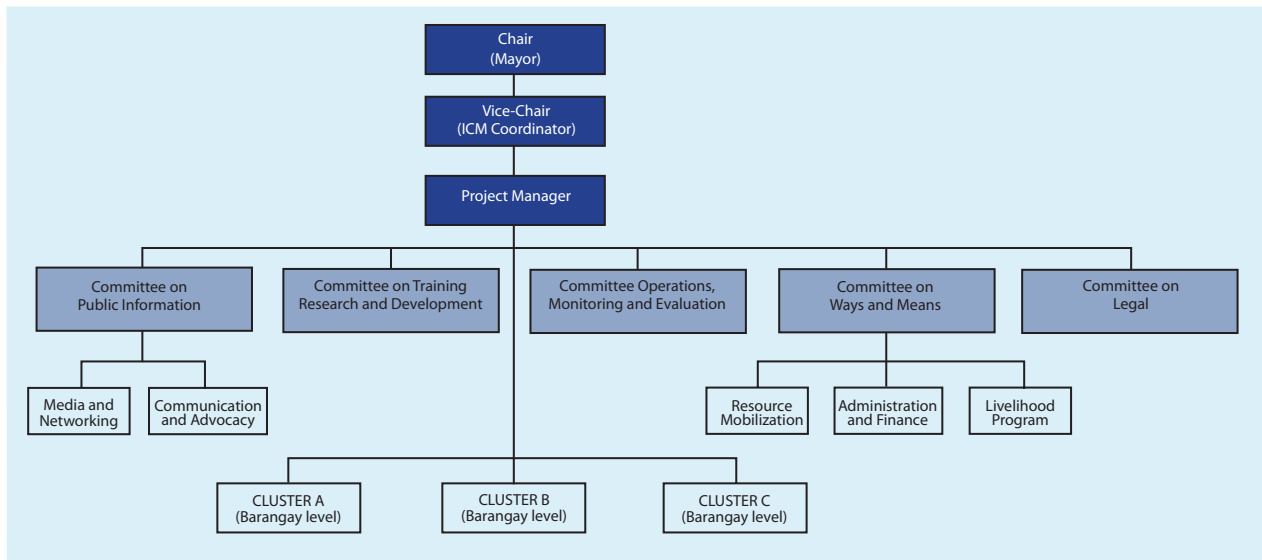 Chair
(Mayor)
Vice-Chair
(ICM Coordinator)
Project Manager
Committee on
Public Information
Committee on Training
Research and Development
Committee Operations,
Monitoring and Evaluation
Committee on
Ways and Means
Committee on
Legal
Media and
Networking
Communication
and Advocacy
Resource
Mobilization
Administration
and Finance
Livelihood
Program
CLUSTER A
(Barangay level)
CLUSTER B
(Barangay level)
CLUSTER C
(Barangay level)